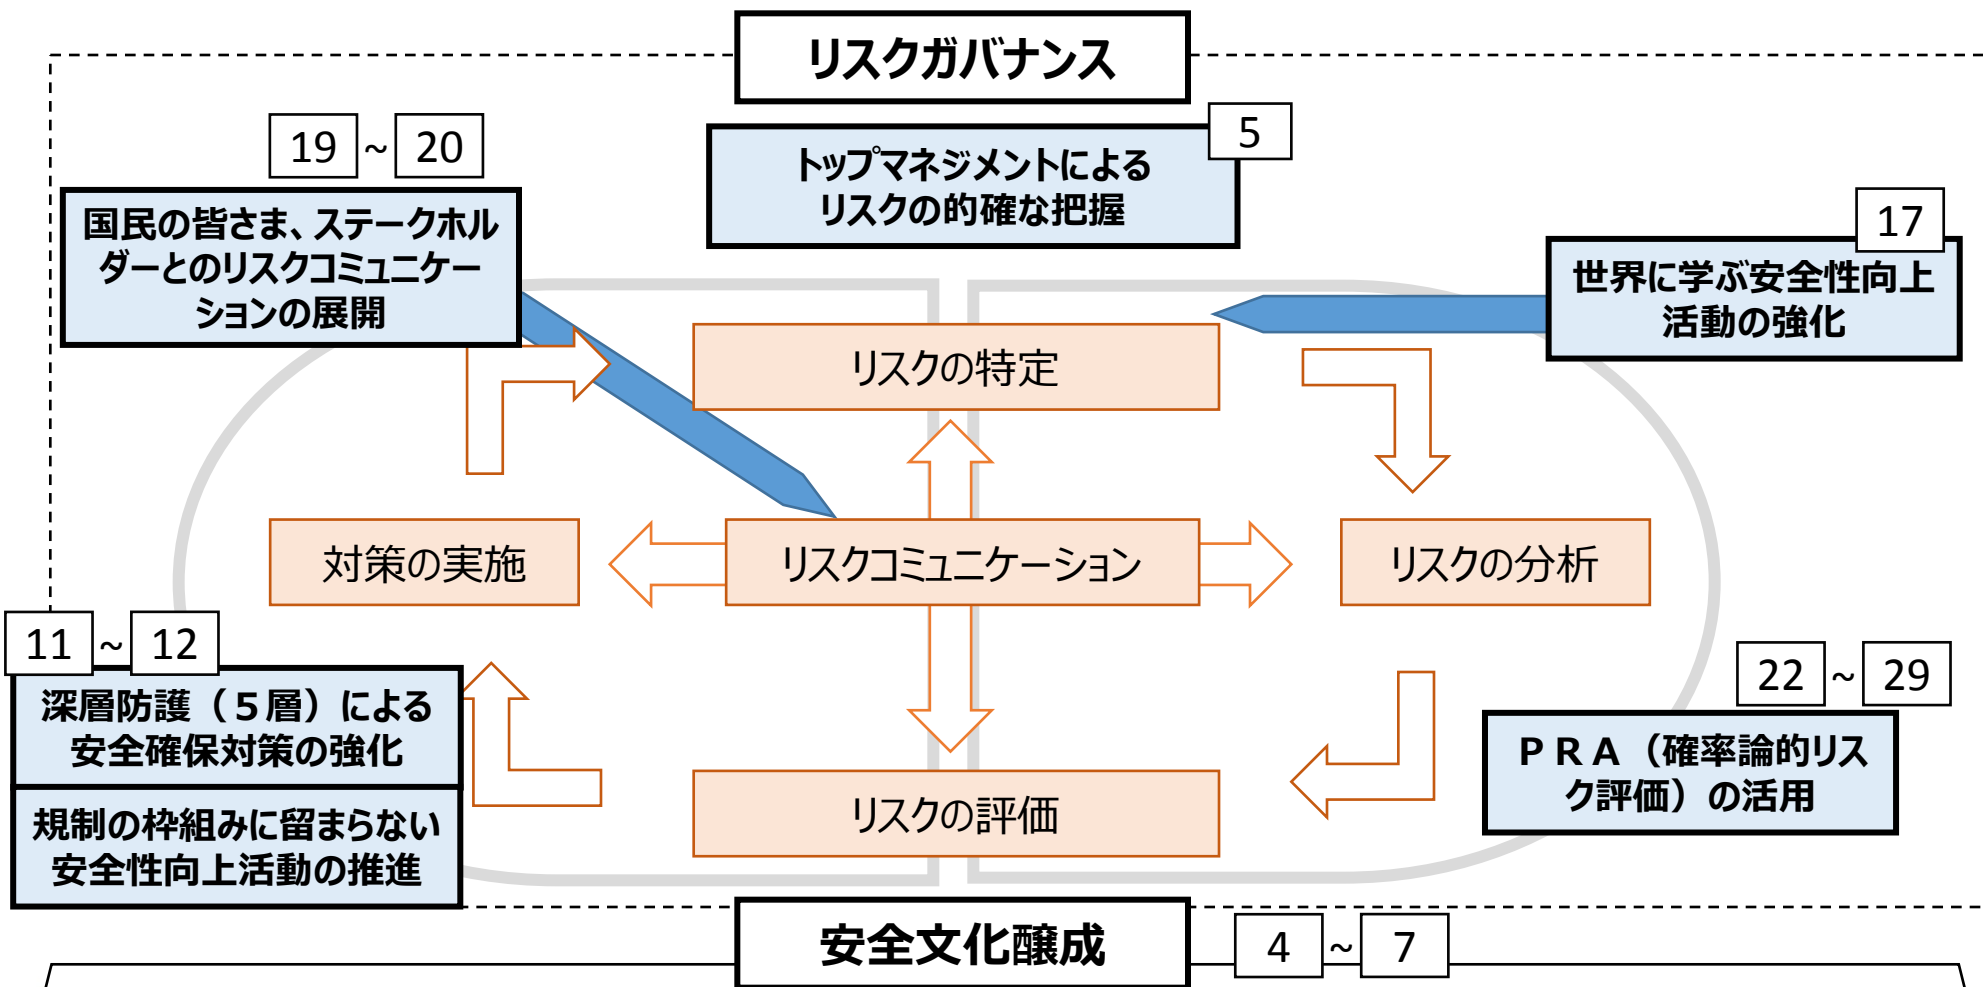 リスクガバナンス
19 ~ 20
5
トップマネジメントによる
リスクの的確な把握
国民の皆さま、ステークホル
ダーとのリスクコミュニケー
ションの展開
17
世界に学ぶ安全性向上
活動の強化
リスクの特定
対策の実施
リスクコミュニケーション
リスクの分析
11 ~ 12
深層防護（５層）による
安全確保対策の強化
規制の枠組みに留まらない
安全性向上活動の推進
22 ~ 29
ＰＲＡ（確率論的リス
ク評価）の活用
リスクの評価
安全文化醸成
4 ~ 7